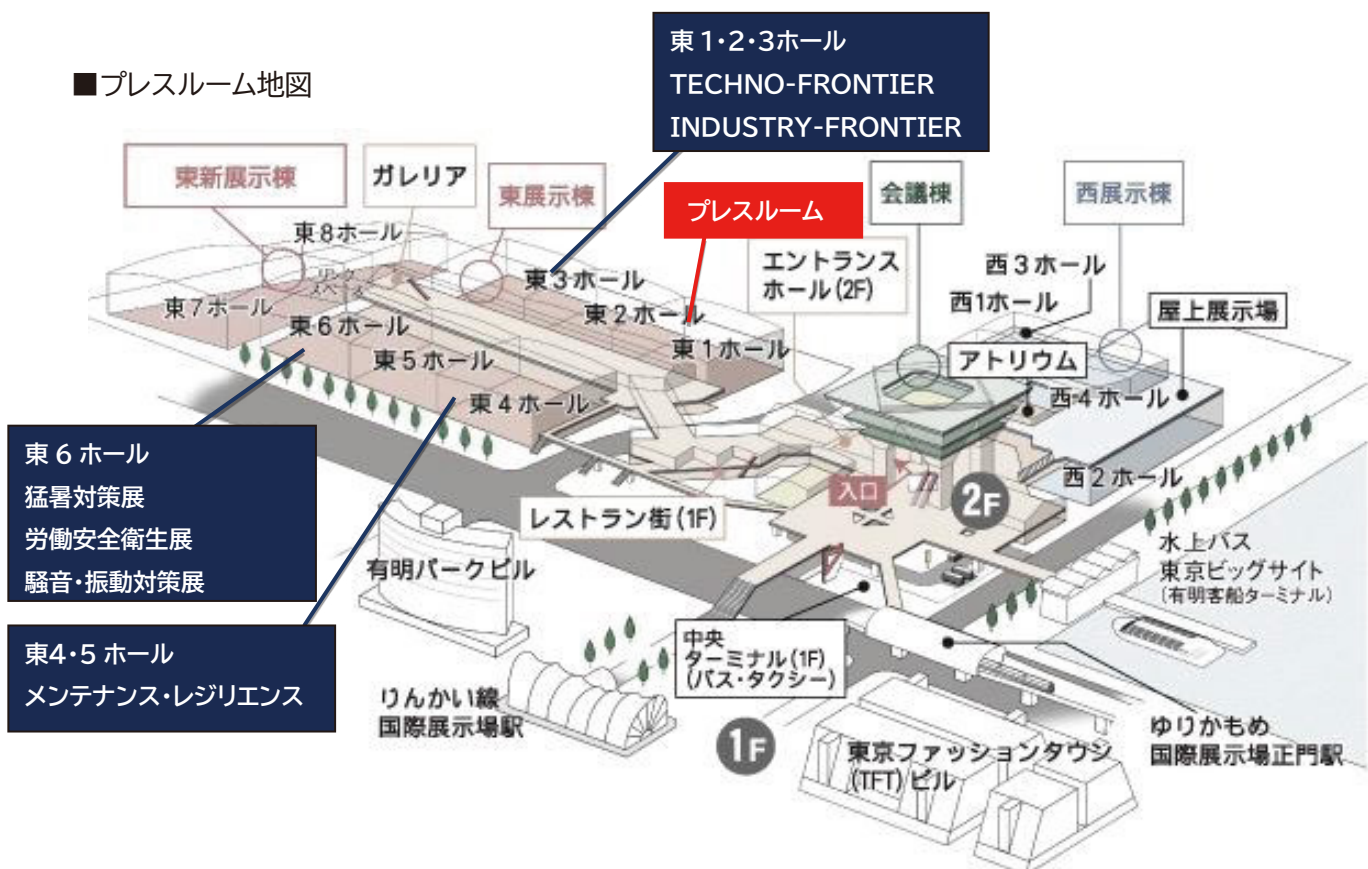 ■プレスルーム地図
東1・2・3ホール
TECHNO-FRONTIER
INDUSTRY-FRONTIER
東新展示棟
ガレリア
東展示棟
プレスルーム
会議棟
西展示棟
東8ホール
リンク
スペース
東7ホール
東6ホール
東5ホール
東4ホール
東3ホール
東2ホール
東1ホール
エントランス
ホール(2F)
西3ホール
西1ホール
屋上展示場
アトリウム
西4ホール
西2ホール
入口
2F
レストラン街(1F)
東6ホール
猛暑対策展
労働安全衛生展
騒音・振動対策展
東4・5ホール
メンテナンス・レジリエンス
有明パークビル
水上バス
東京ビッグサイト
(有明客船ターミナル)
中央
ターミナル(1F)
(バス・タクシー)
りんかい線
国際展示場駅
1F
東京ファッションタウン
(TFT)ビル
ゆりかもめ
国際展示場正門駅